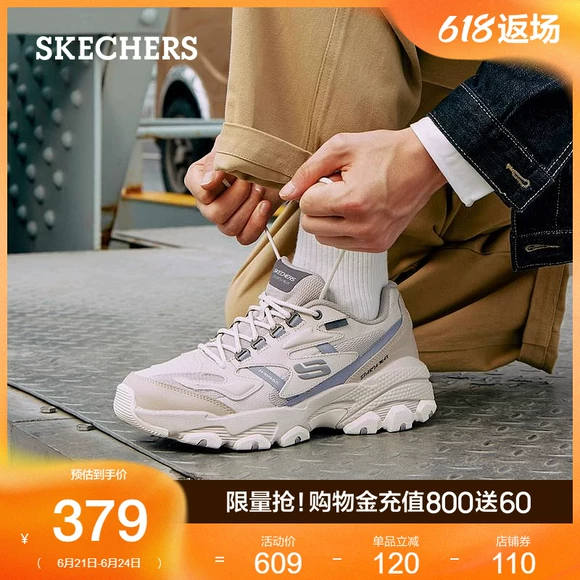 SKECHERS
618返场
SKECHERS
限量抢！购物金充值800送60
预估到手价
¥ 379
（ 6月21日-6月24日 ）
= 活动价 609 - 单品立减 120 - 店铺券 110